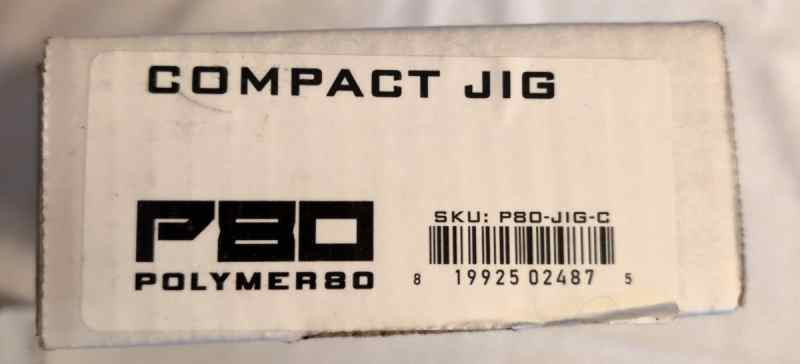 COMPACT JIG
P80
POLYMER80
SKU: P80-JIG-C
8 19925 02487 5